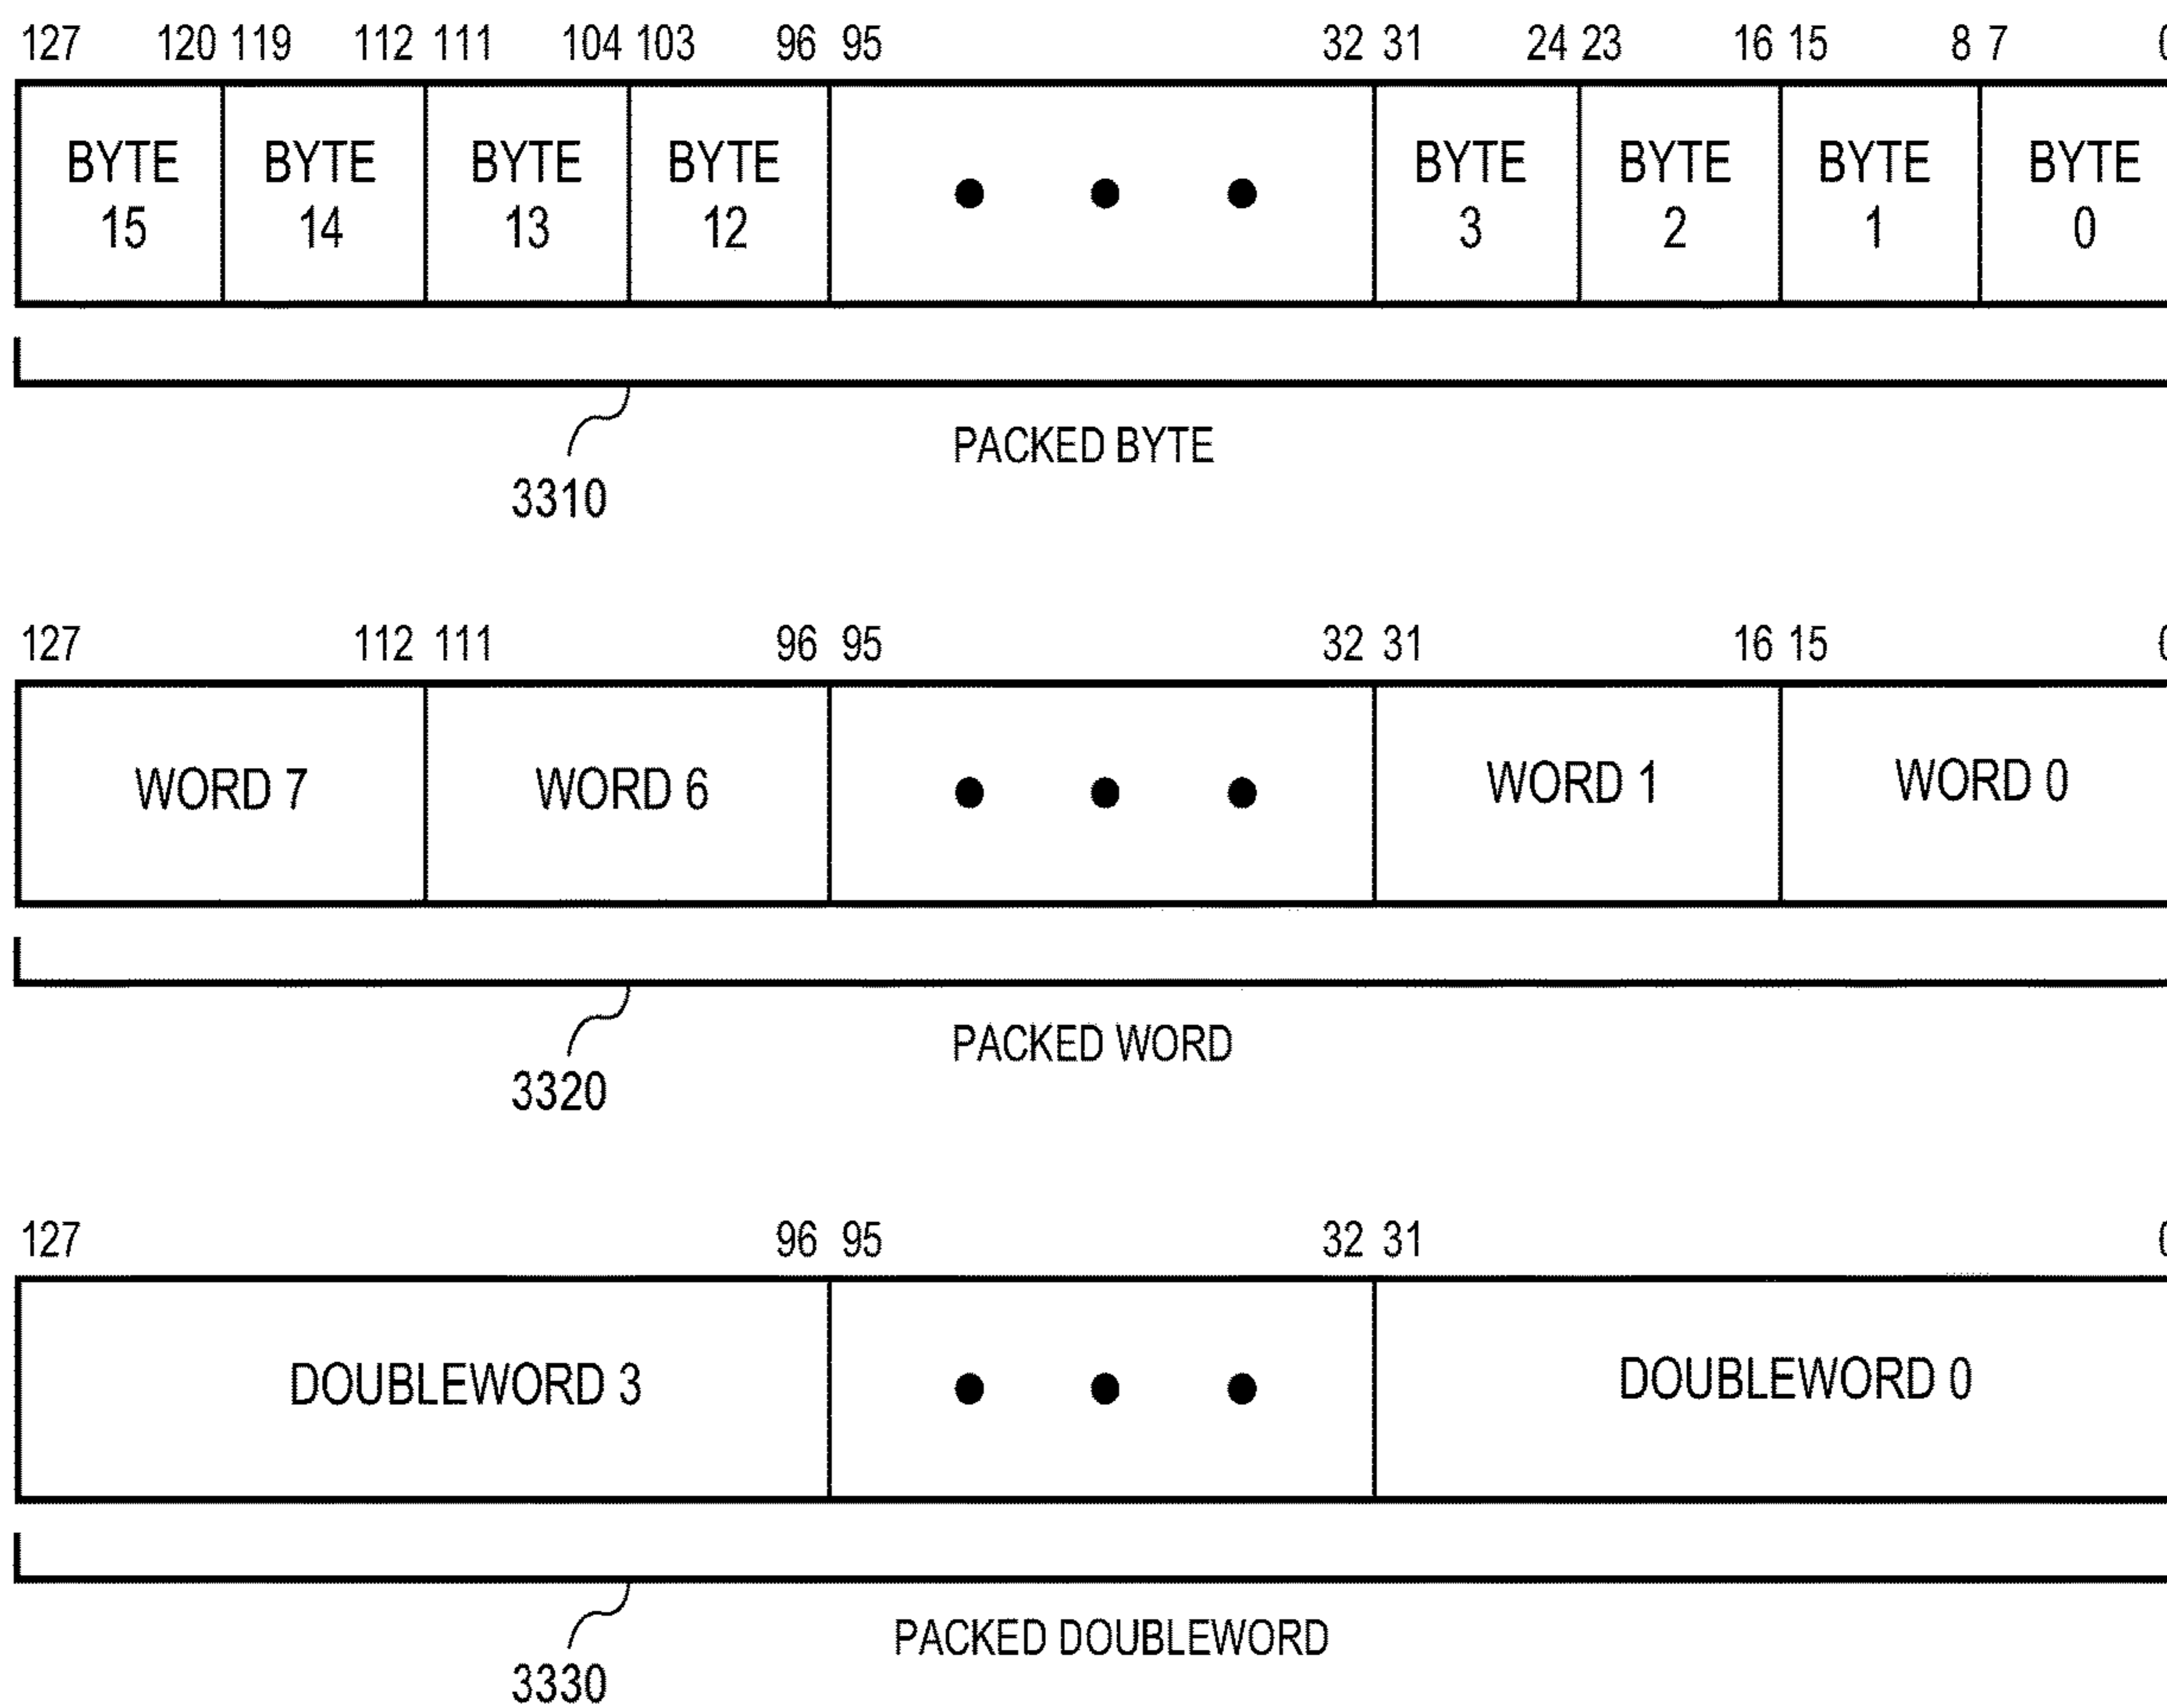 127 120 119 112 111 104 103 96 95 32 31 24 23 16 15 8 7 0
BYTE BYTE BYTE BYTE BYTE BYTE BYTE BYTE
15 14 13 12 3 2 1 0
PACKED BYTE
3310
127 112 111 96 95 32 31 16 15 0
WORD 7 WORD 6 WORD 1 WORD 0
PACKED WORD
3320
127 96 95 32 31 0
DOUBLEWORD 3 DOUBLEWORD 0
PACKED DOUBLEWORD
3330